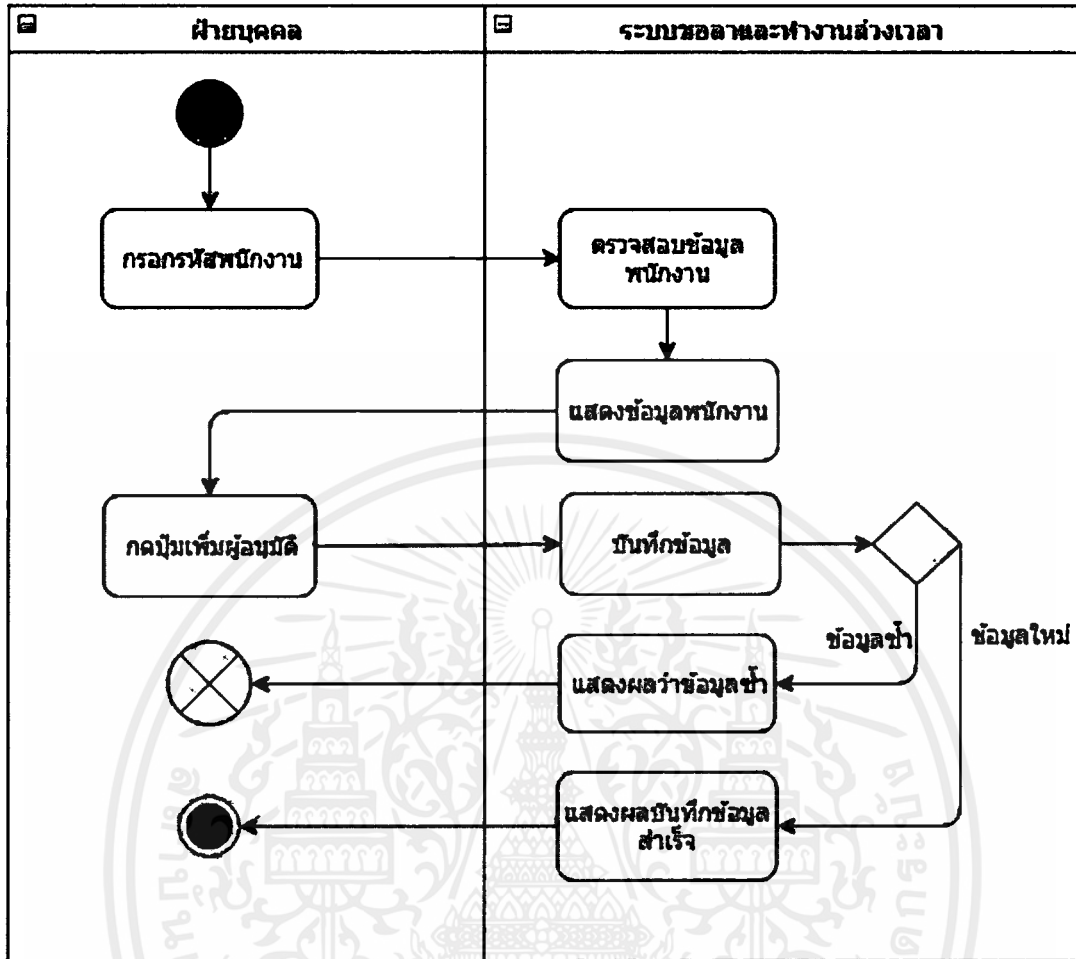 ฝ่ายบุคคล
ระบบขอลาและทำงานล่วงเวลา
กรอกรหัสพนักงาน
ตรวจสอบข้อมูล
พนักงาน
แสดงข้อมูลพนักงาน
กดปุ่มเพิ่มผู้อนุมัติ
บันทึกข้อมูล
ข้อมูลซ้ำ
ข้อมูลใหม่
แสดงผลว่าข้อมูลซ้ำ
แสดงผลบันทึกข้อมูล
สำเร็จ